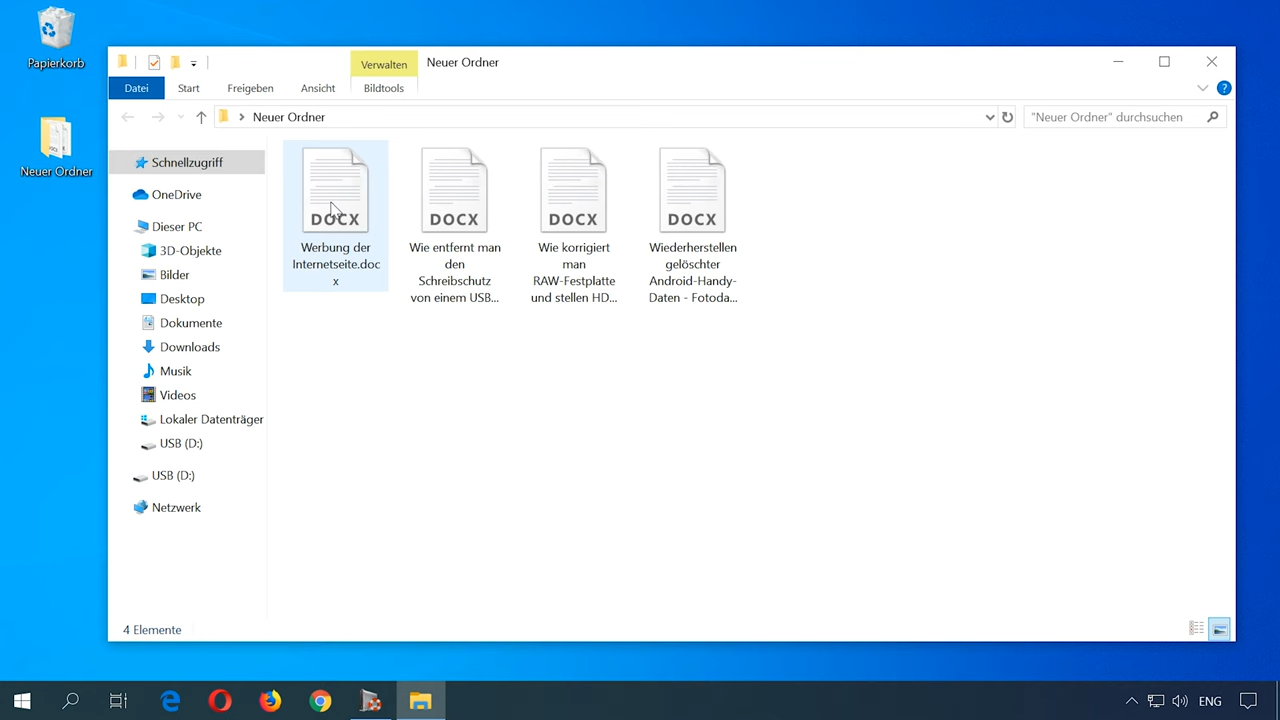 Papierkorb
Neuer Ordner
Verwalten
Neuer Ordner
Datei
Start
Freigeben
Ansicht
Bildtools
Neuer Ordner
"Neuer Ordner" durchsuchen
Schnellzugriff
OneDrive
Dieser PC
3D-Objekte
Bilder
Desktop
Dokumente
Downloads
Musik
Videos
Lokaler Datenträger
USB (D:)
USB (D:)
Netzwerk
DOCX
Werbung der
Internetseite.doc
x
DOCX
Wie entfernt man
den
Schreibschutz
von einem USB...
DOCX
Wie korrigiert
man
RAW-Festplatte
und stellen HD...
DOCX
Wiederherstellen
gelöschter
Android-Handy-
Daten - Fotoda...
4 Elemente
ENG